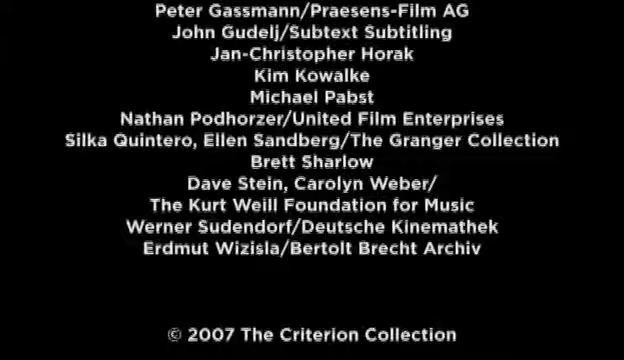 Peter Gassmann/Praesens-Film AG
John Gudelj/Subtext Subtitling
Jan-Christopher Horak
Kim Kowalke
Michael Pabst
Nathan Podhorzer/United Film Enterprises
Silka Quintero, Ellen Sandberg/The Granger Collection
Brett Sharlow
Dave Stein, Carolyn Weber/
The Kurt Weill Foundation for Music
Werner Sudendorf/Deutsche Kinemathek
Erdmut Wizisla/Bertolt Brecht Archiv
© 2007 The Criterion Collection